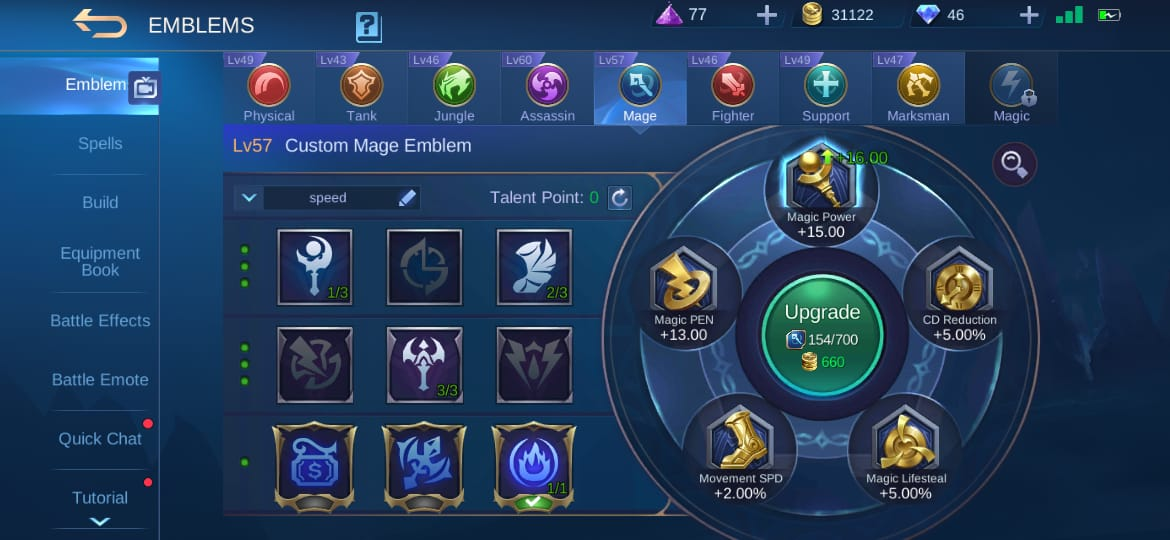 EMBLEMS
?
77
31122
46
Emblem
Spells
Build
Equipment
Book
Battle Effects
Battle Emote
Quick Chat
Tutorial
Lv49
Physical
Lv43
Tank
Lv46
Jungle
Lv60
Assassin
Lv57
Mage
Lv46
Fighter
Lv49
Support
Lv47
Marksman
Magic
Lv57 Custom Mage Emblem
speed
Talent Point: 0
1/3
2/3
3/3
$
1/1
+16.00
Magic Power
+15.00
Magic PEN
+13.00
CD Reduction
+5.00%
Upgrade
154/700
660
Movement SPD
+2.00%
Magic Lifesteal
+5.00%